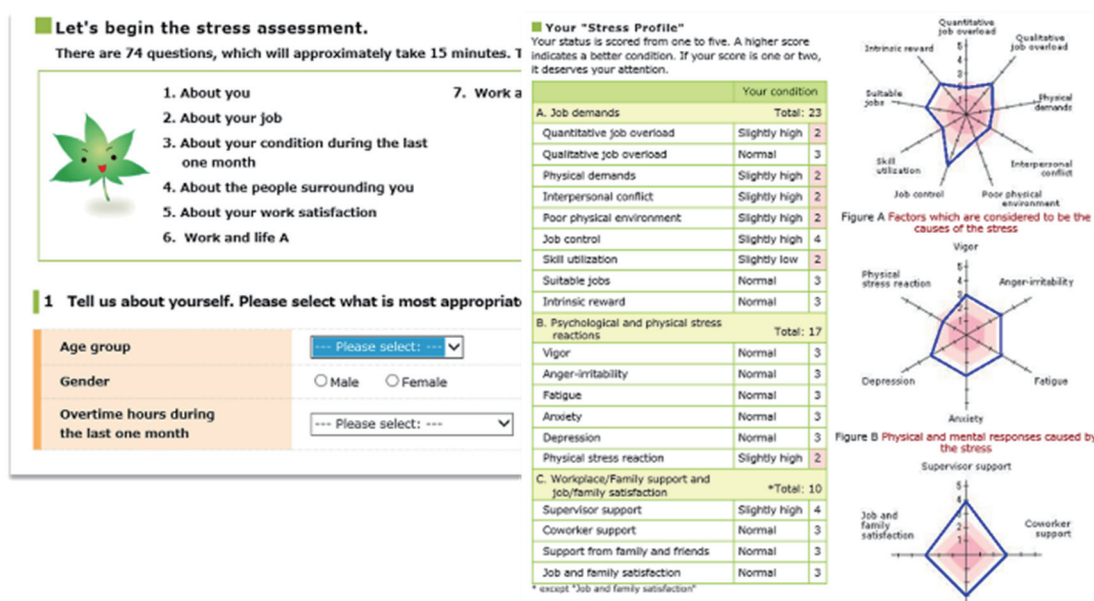 Let's begin the stress assessment.
There are 74 questions, which will approximately take 15 minutes. T
1. About you
2. About your job
3. About your condition during the last
one month
4. About the people surrounding you
5. About your work satisfaction
6. Work and life A
7. Work a
1 Tell us about yourself. Please select what is most appropriat
Age group
--- Please select: ---
Gender
Male Female
Overtime hours during
the last one month
--- Please select: ---
Your "Stress Profile"
Your status is scored from one to five. A higher score
indicates a better condition. If your score is one or two,
it deserves your attention.
Your condition
A. Job demands Total: 23
Quantitative job overload Slightly high 2
Qualitative job overload Normal 3
Physical demands Slightly high 2
Interpersonal conflict Slightly high 2
Poor physical environment Slightly high 2
Job control Slightly high 4
Skill utilization Slightly low 2
Suitable jobs Normal 3
Intrinsic reward Normal 3
B. Psychological and physical stress
reactions Total: 17
Vigor Normal 3
Anger-irritability Normal 3
Fatigue Normal 3
Anxiety Normal 3
Depression Normal 3
Physical stress reaction Slightly high 2
C. Workplace/Family support and
job/family satisfaction *Total: 10
Supervisor support Slightly high 4
Coworker support Normal 3
Support from family and friends Normal 3
Job and family satisfaction Normal 3
* except "Job and family satisfaction"
Quantitative
job overload
Qualitative
job overload
Intrinsic reward
Suitable
jobs
Physical
demands
Skill
utilization
Interpersonal
conflict
Job control
Poor physical
environment
Figure A Factors which are considered to be the
causes of the stress
Vigor
Physical
stress reaction
Anger-irritability
Depression
Fatigue
Anxiety
Figure B Physical and mental responses caused by
the stress
Supervisor support
Job and
family
satisfaction
Coworker
support